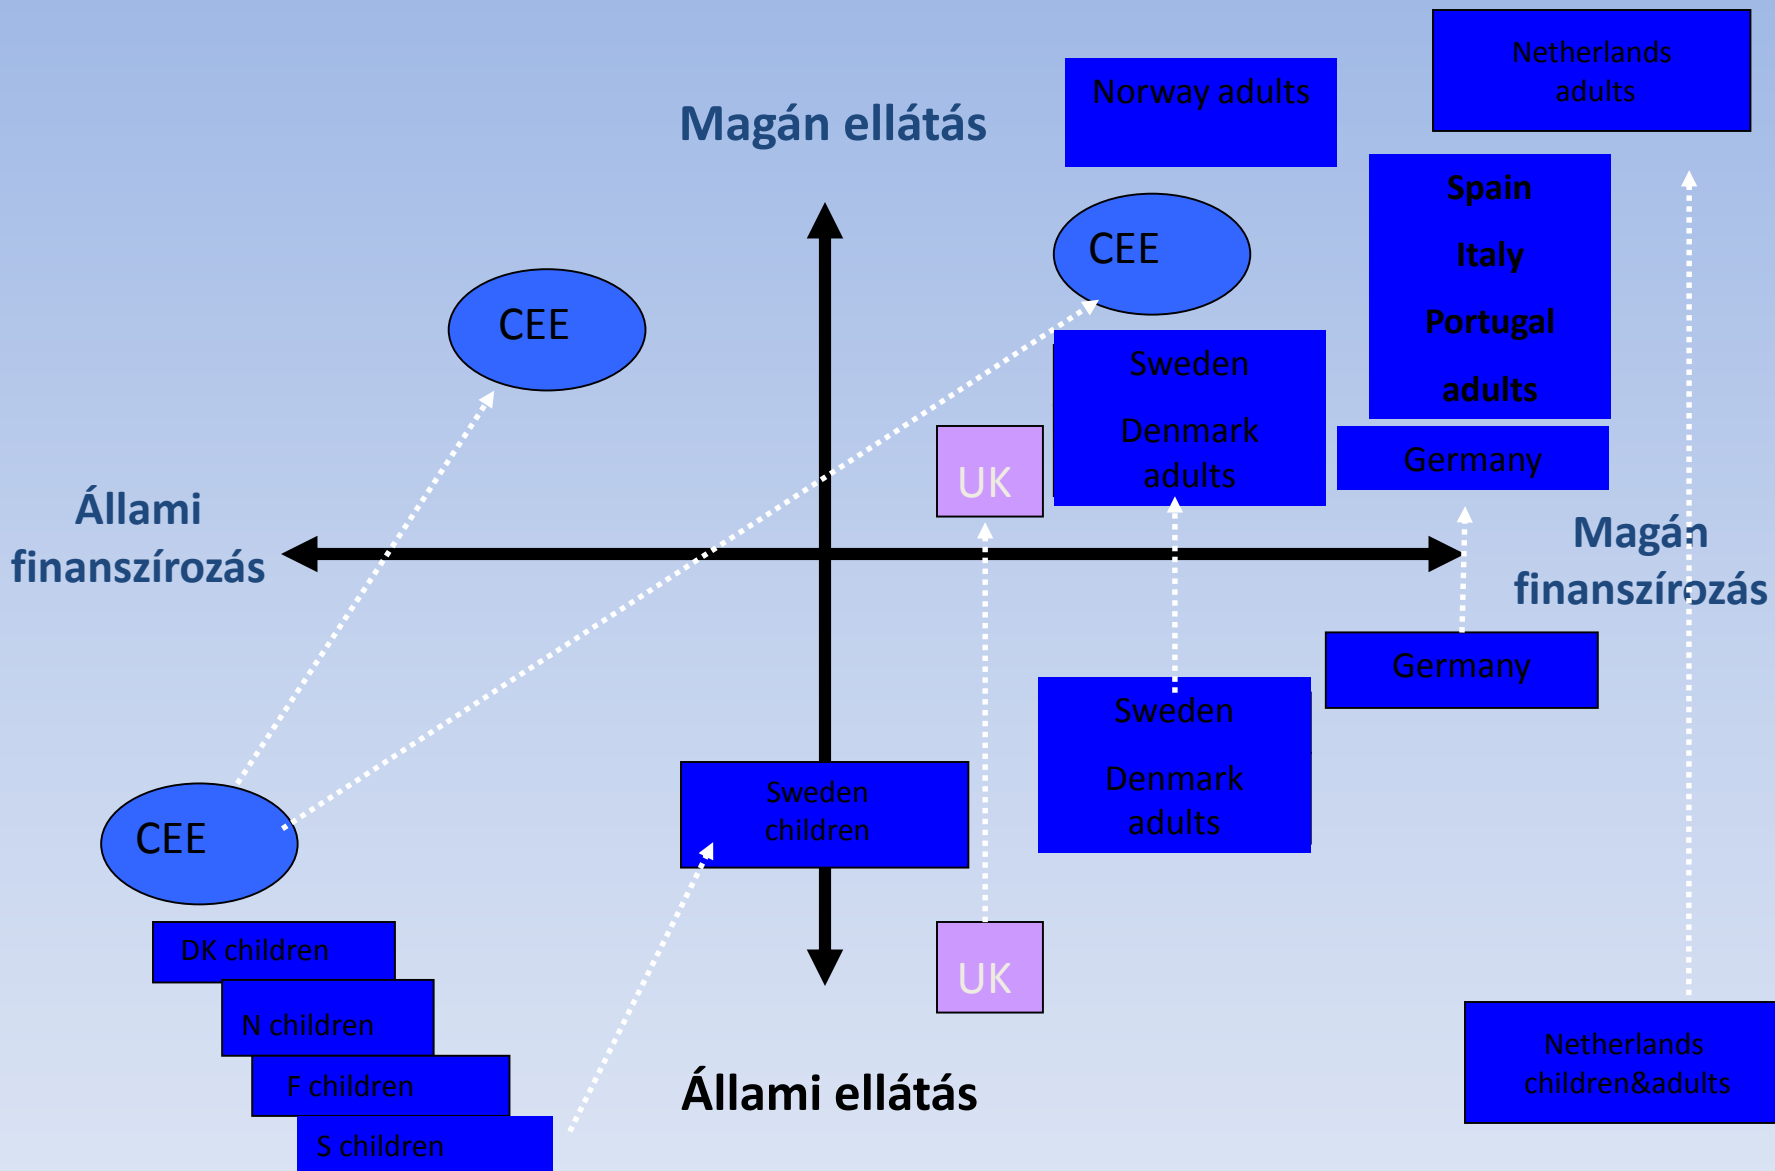 Netherlands
adults
Norway adults
Magán ellátás
Spain
Italy
Portugal
adults
CEE
CEE
Sweden
Denmark
adults
UK
Germany
Állami
finanszírozás
Magán
finanszírozás
Germany
Sweden
Denmark
adults
Sweden
children
CEE
DK children
N children
F children
S children
UK
Állami ellátás
Netherlands
children&adults